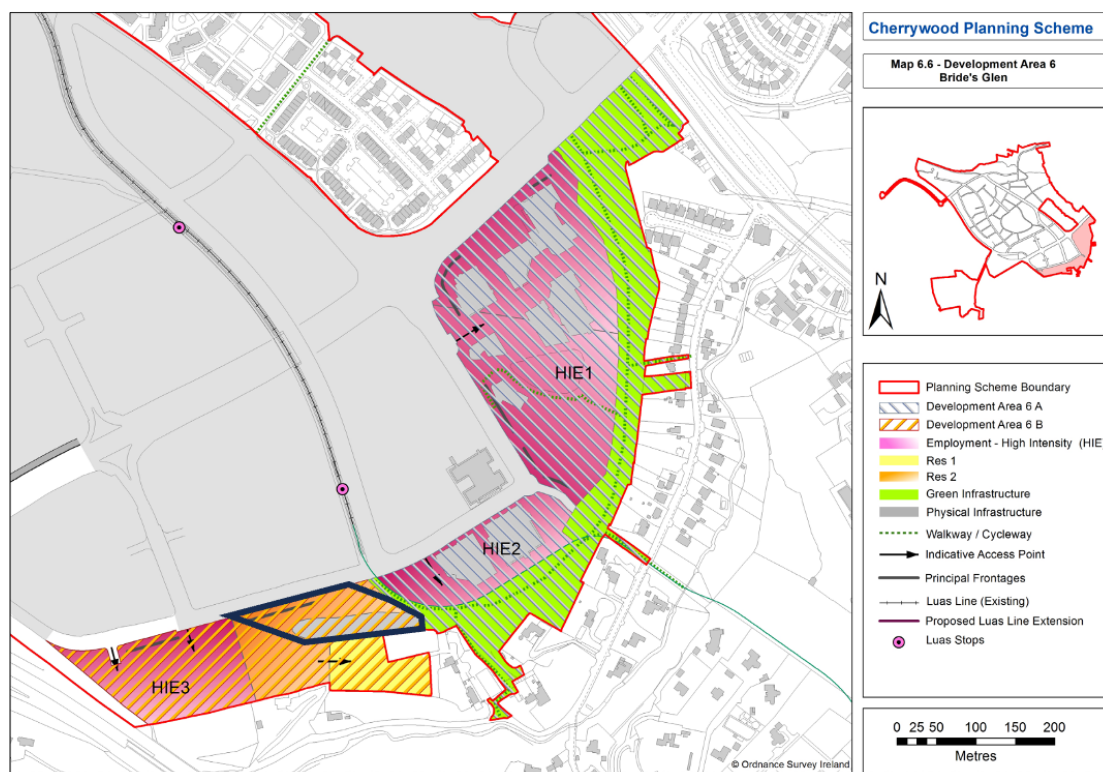 Cherrywood Planning Scheme
Map 6.6 - Development Area 6
Bride's Glen
HIE1
HIE2
HIE3
N
Planning Scheme Boundary
Development Area 6 A
Development Area 6 B
Employment - High Intensity (HIE
Res 1
Res 2
Green Infrastructure
Physical Infrastructure
Walkway / Cycleway
Indicative Access Point
Principal Frontages
Luas Line (Existing)
Proposed Luas Line Extension
Luas Stops
0 25 50 100 150 200
Metres
© Ordnance Survey Ireland